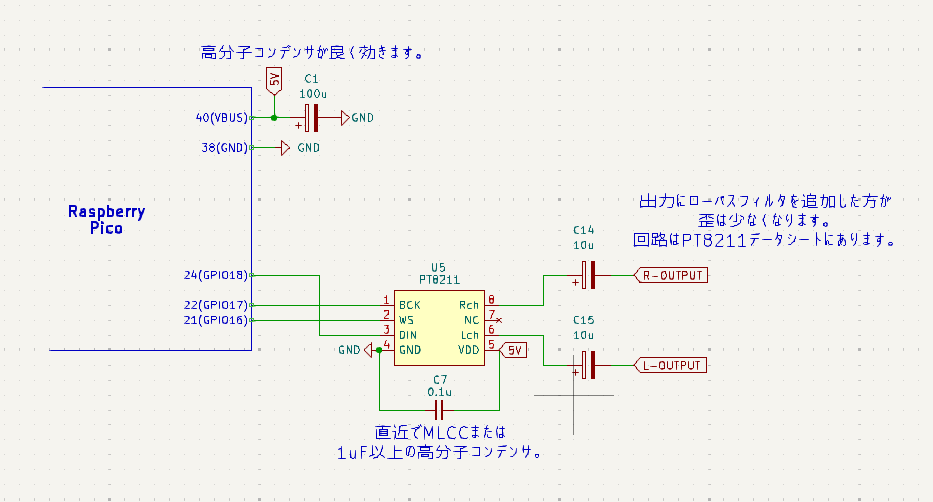 高分子コンデンサが良く効きます。
5V
C1
100u
40(VBUS)
+
GND
38(GND)
GND
Raspberry
Pico
出力にローパスフィルタを追加した方が
歪は少なくなります。
回路はPT8211データシートにあります。
C14
10u
24(GPIO18)
U5
PT8211
+
R-OUTPUT
22(GPIO17)
1
BCK
Rch
8
21(GPIO16)
2
WS
NC
7
C15
10u
3
DIN
Lch
6
GND
4
GND
VDD
5
5V
+
L-OUTPUT
C7
0.1u
直近でMLCCまたは
1uF以上の高分子コンデンサ。